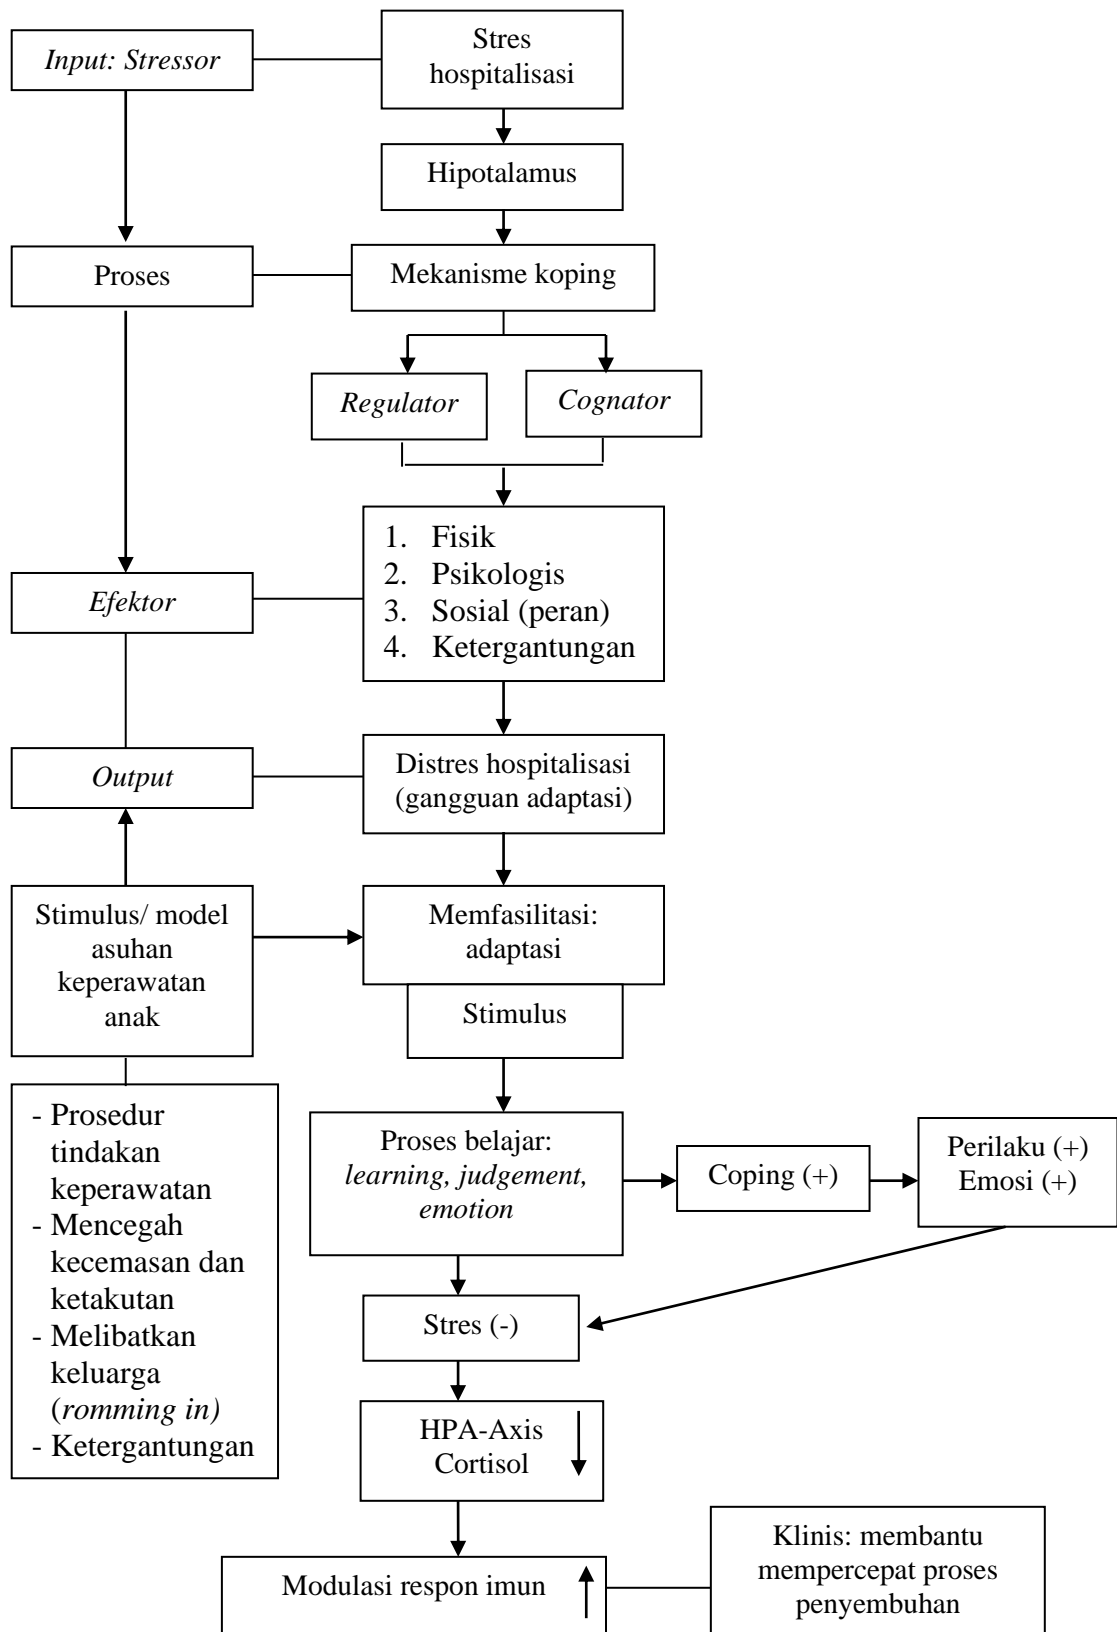 Input: Stressor
Stres
hospitalisasi
Hipotalamus
Proses
Mekanisme koping
Regulator
Cognator
1. Fisik
2. Psikologis
3. Sosial (peran)
4. Ketergantungan
Efektor
Output
Distres hospitalisasi
(gangguan adaptasi)
Stimulus/ model
asuhan
keperawatan
anak
Memfasilitasi:
adaptasi
Stimulus
- Prosedur
tindakan
keperawatan
- Mencegah
kecemasan dan
ketakutan
- Melibatkan
keluarga
(romming in)
- Ketergantungan
Proses belajar:
learning, judgement,
emotion
Coping (+)
Perilaku (+)
Emosi (+)
Stres (-)
HPA-Axis
Cortisol
Modulasi respon imun
Klinis: membantu
mempercepat proses
penyembuhan